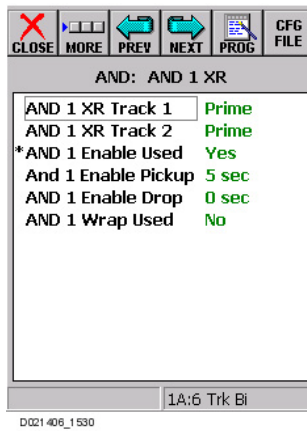 CLOSE MORE PREV NEXT PROG CFG FILE
AND: AND 1 XR
AND 1 XR Track 1 Prime
AND 1 XR Track 2 Prime
*AND 1 Enable Used Yes
And 1 Enable Pickup 5 sec
AND 1 Enable Drop 0 sec
AND 1 Wrap Used No
1A:6 Trk Bi
D021406_1530